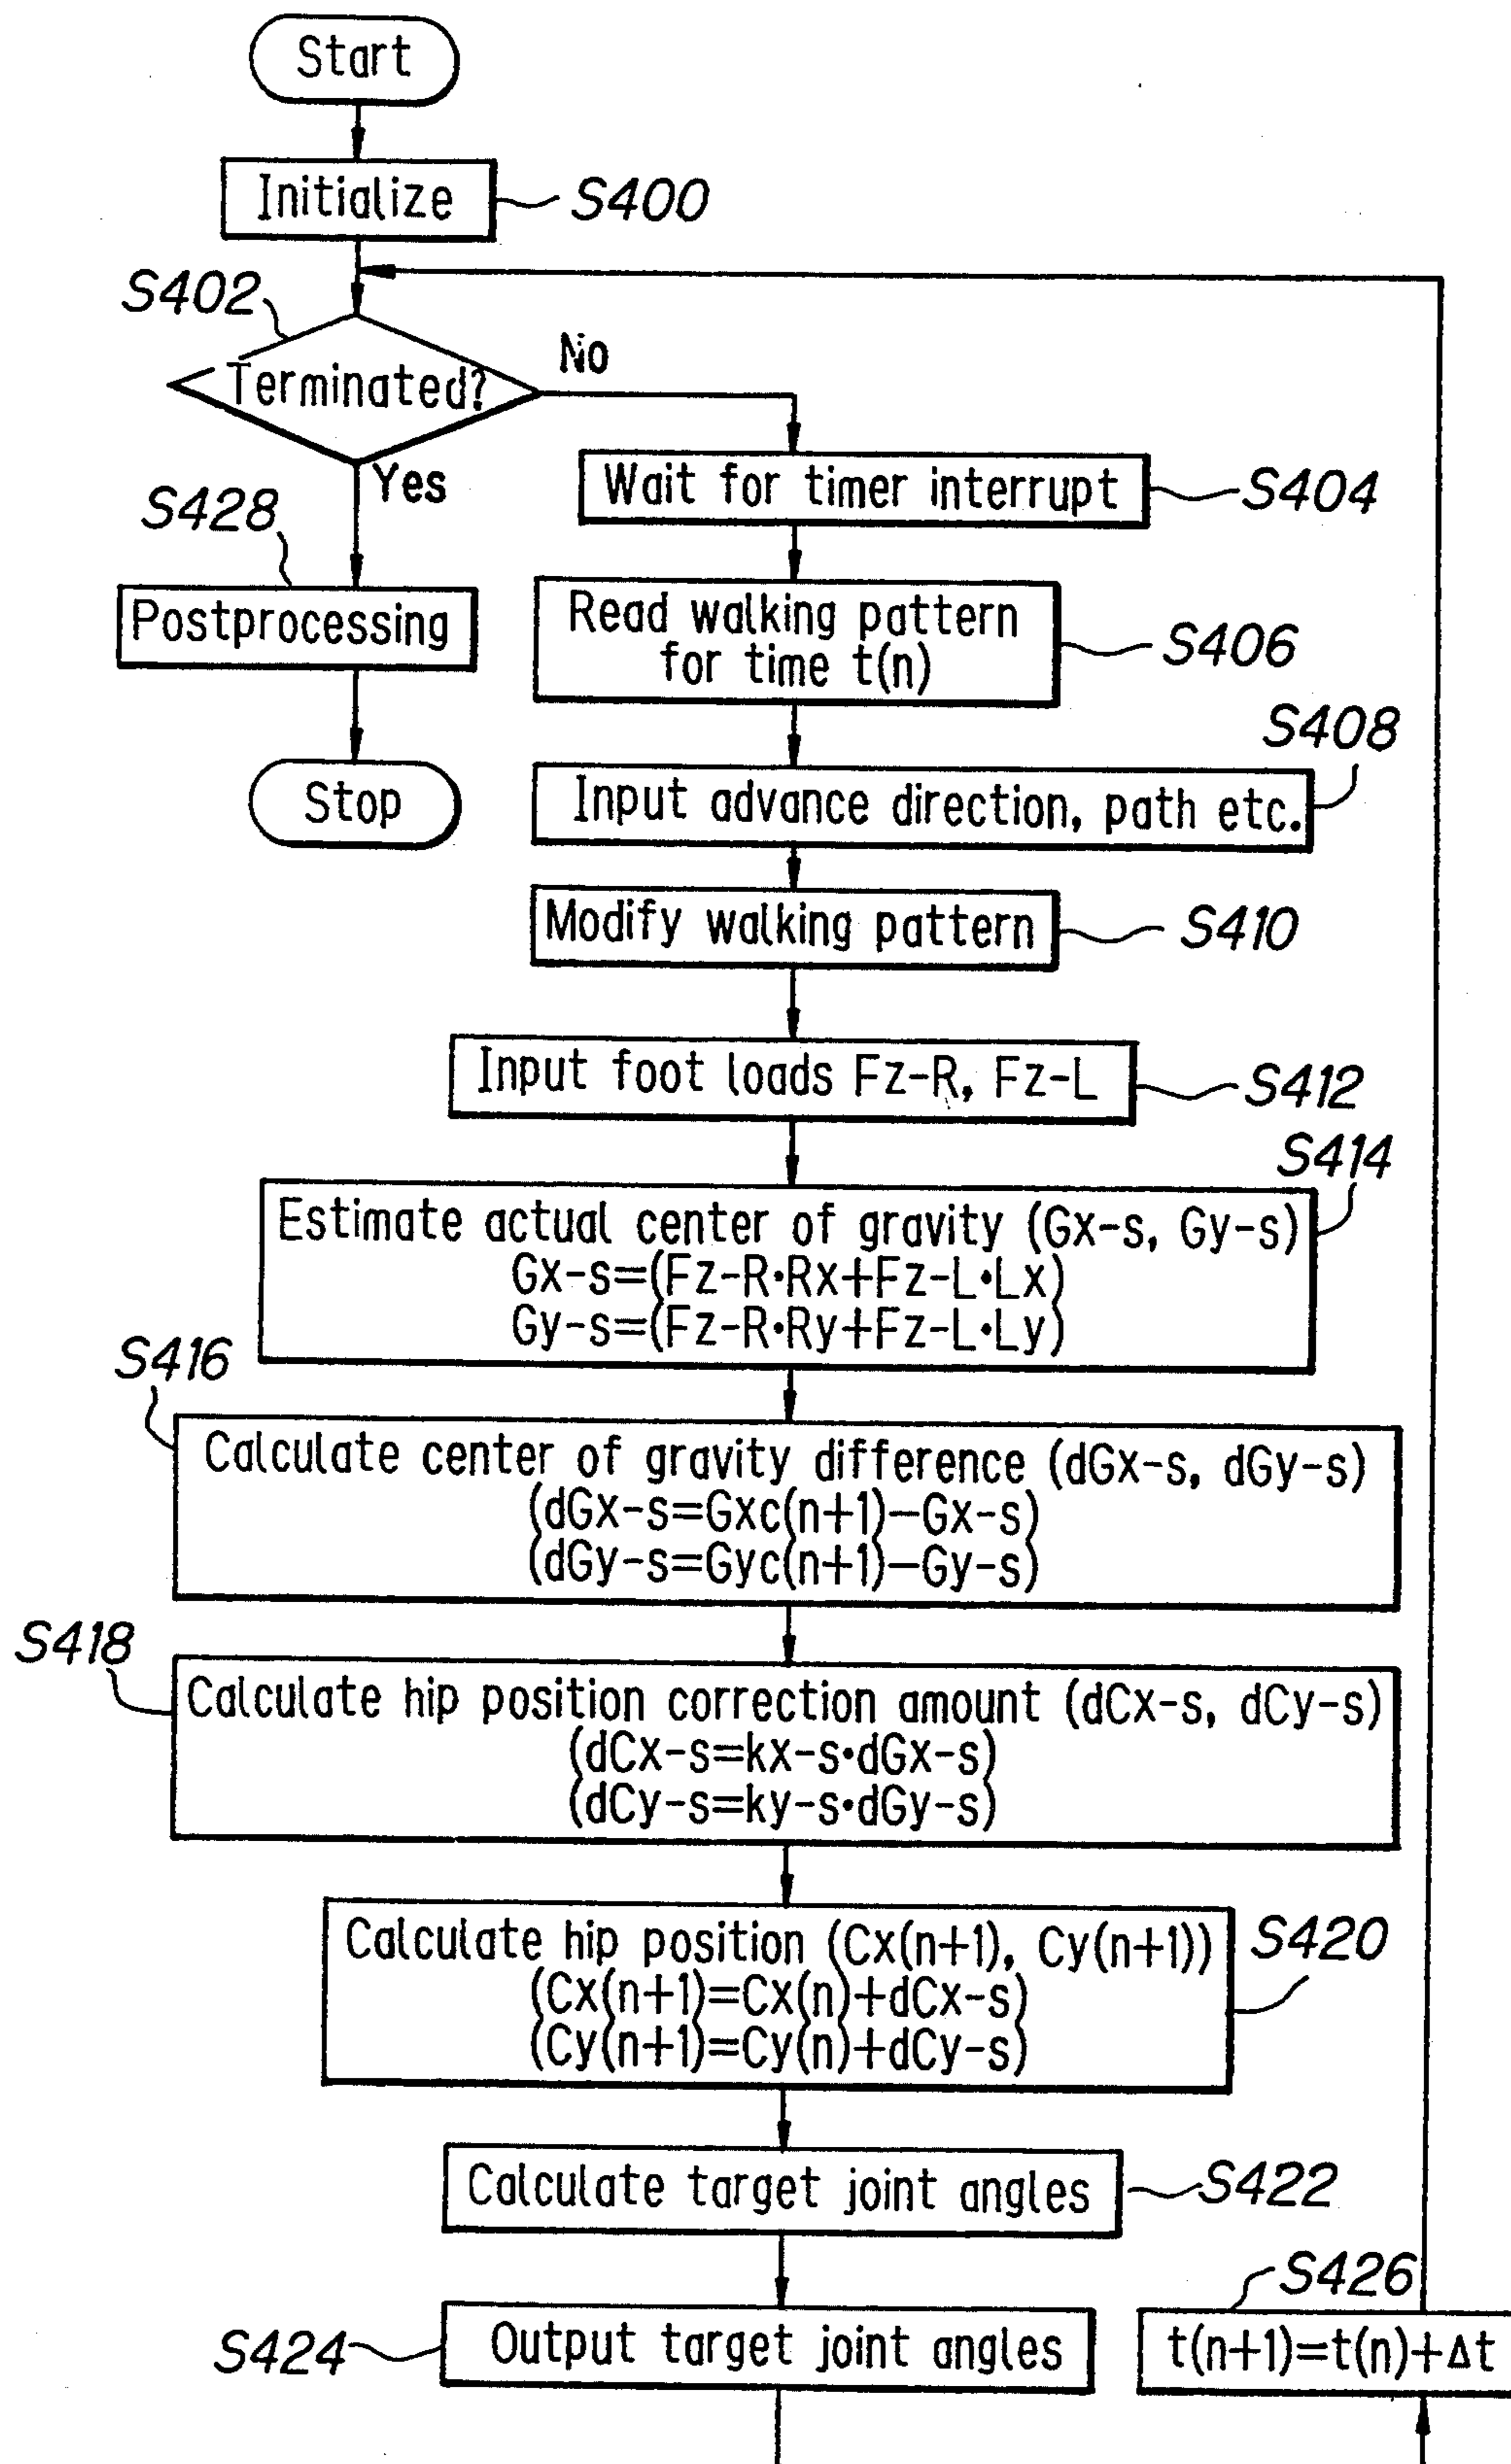 Start
Initialize
S400
S402
Terminated?
No
Yes
S428
Postprocessing
Stop
Wait for timer interrupt
S404
Read walking pattern
for time t(n)
S406
S408
Input advance direction, path etc.
Modify walking pattern
S410
Input foot loads Fz-R, Fz-L
S412
S414
Estimate actual center of gravity (Gx-s, Gy-s)
Gx-s=(Fz-R·Rx+Fz-L·Lx)
Gy-s=(Fz-R·Ry+Fz-L·Ly)
S416
Calculate center of gravity difference (dGx-s, dGy-s)
(dGx-s=Gxc(n+1)-Gx-s)
(dGy-s=Gyc(n+1)-Gy-s)
S418
Calculate hip position correction amount (dCx-s, dCy-s)
(dCx-s=kx-s·dGx-s)
(dCy-s=ky-s·dGy-s)
Calculate hip position (Cx(n+1), Cy(n+1))
(Cx(n+1)=Cx(n)+dCx-s)
(Cy(n+1)=Cy(n)+dCy-s)
S420
Calculate target joint angles
S422
S424
Output target joint angles
S426
t(n+1)=t(n)+Δt